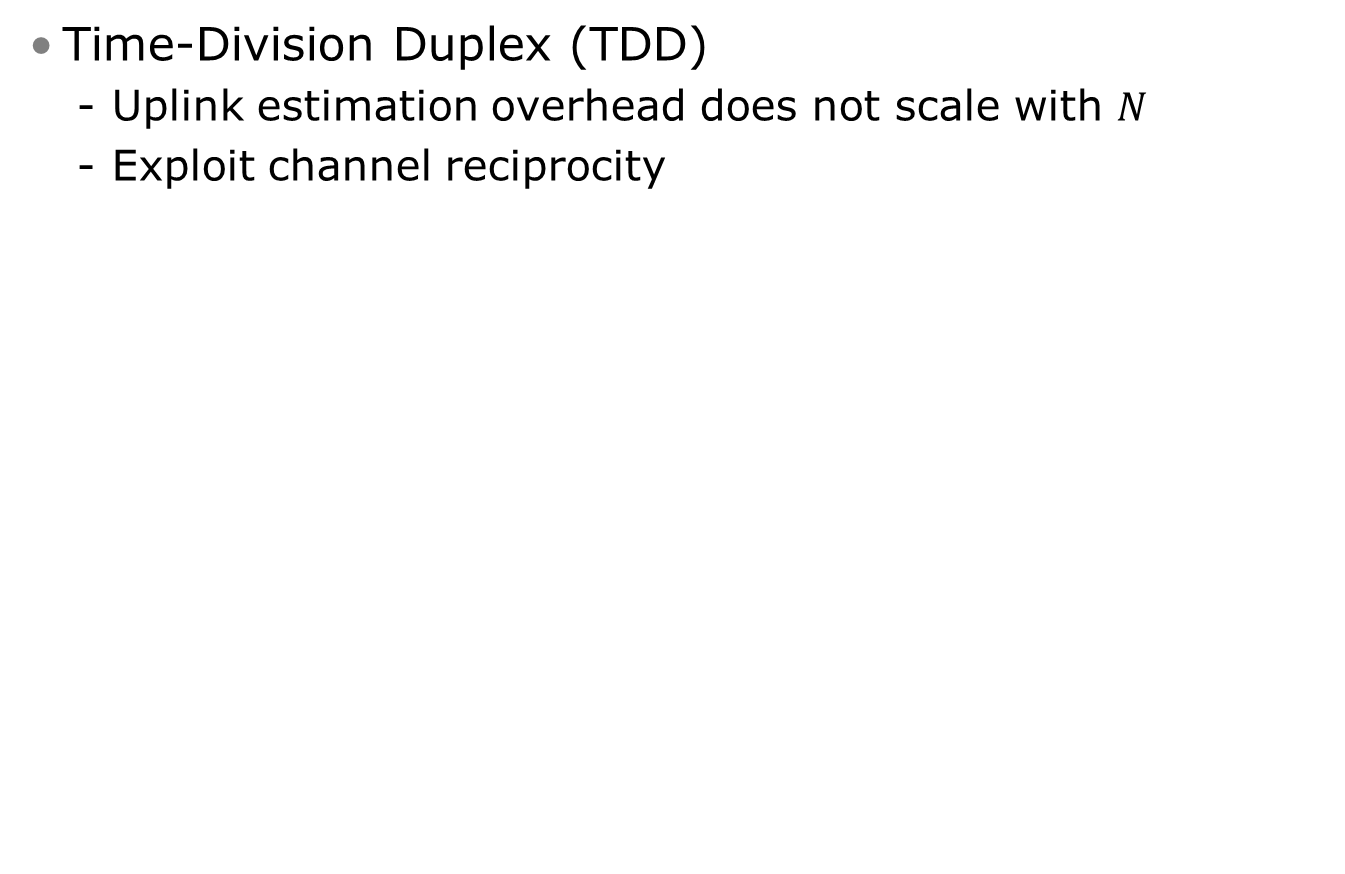 • Time-Division Duplex (TDD)
- Uplink estimation overhead does not scale with N
- Exploit channel reciprocity